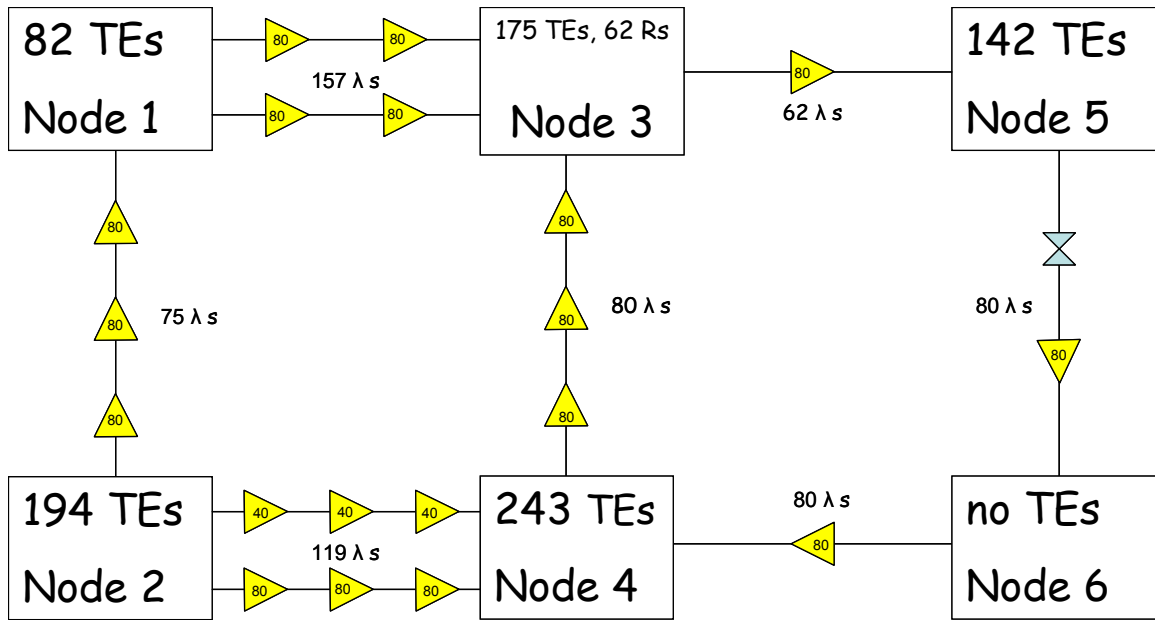 82 TEs
Node 1
80
80
157 λ s
80
80
175 TEs, 62 Rs
Node 3
80
62 λ s
142 TEs
Node 5
80
80
80
75 λ s
80
80
80
80 λ s
80 λ s
80
194 TEs
Node 2
40
40
40
119 λ s
80
80
80
243 TEs
Node 4
80 λ s
80
no TEs
Node 6